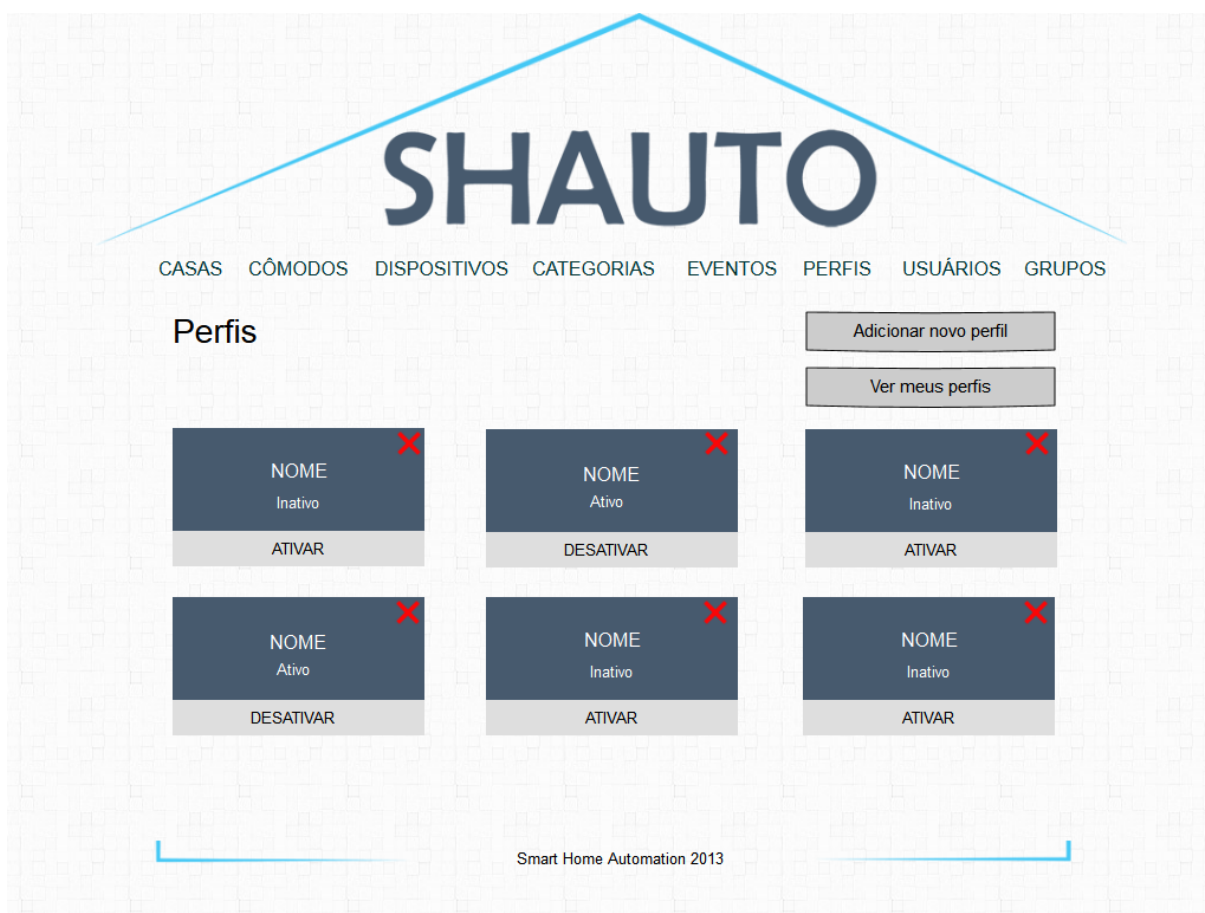 SHAUTO
CASAS CÔMODOS DISPOSITIVOS CATEGORIAS EVENTOS PERFIS USUÁRIOS GRUPOS
Perfis
Adicionar novo perfil
Ver meus perfis
NOME
Inativo
ATIVAR
NOME
Ativo
DESATIVAR
NOME
Inativo
ATIVAR
NOME
Ativo
DESATIVAR
NOME
Inativo
ATIVAR
NOME
Inativo
ATIVAR
Smart Home Automation 2013